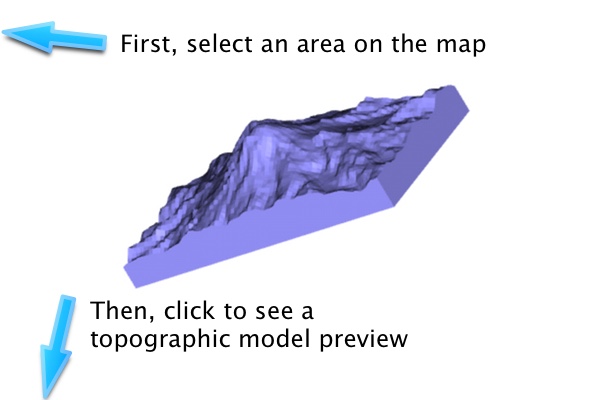 First, select an area on the map
Then, click to see a
topographic model preview